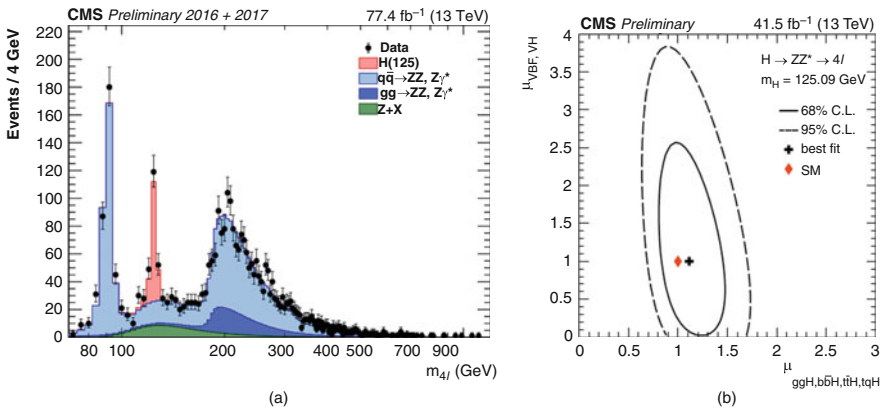 CMS Preliminary 2016 + 2017 77.4 fb⁻¹ (13 TeV)
Events / 4 GeV
220
200
180
160
140
120
100
80
60
40
20
0
Data
H(125)
qq̄→ZZ, Zγ*
gg→ZZ, Zγ*
Z+X
80 100 200 300 400 500 700 900
m4l (GeV)
(a)
CMS Preliminary 41.5 fb⁻¹ (13 TeV)
μVBF, VH
4
3.5
3
2.5
2
1.5
1
0.5
0
H → ZZ* → 4l
mH = 125.09 GeV
68% C.L.
95% C.L.
best fit
SM
0 0.5 1 1.5 2 2.5 3
μ
ggH,bb̄H,tt̄H,tqH
(b)